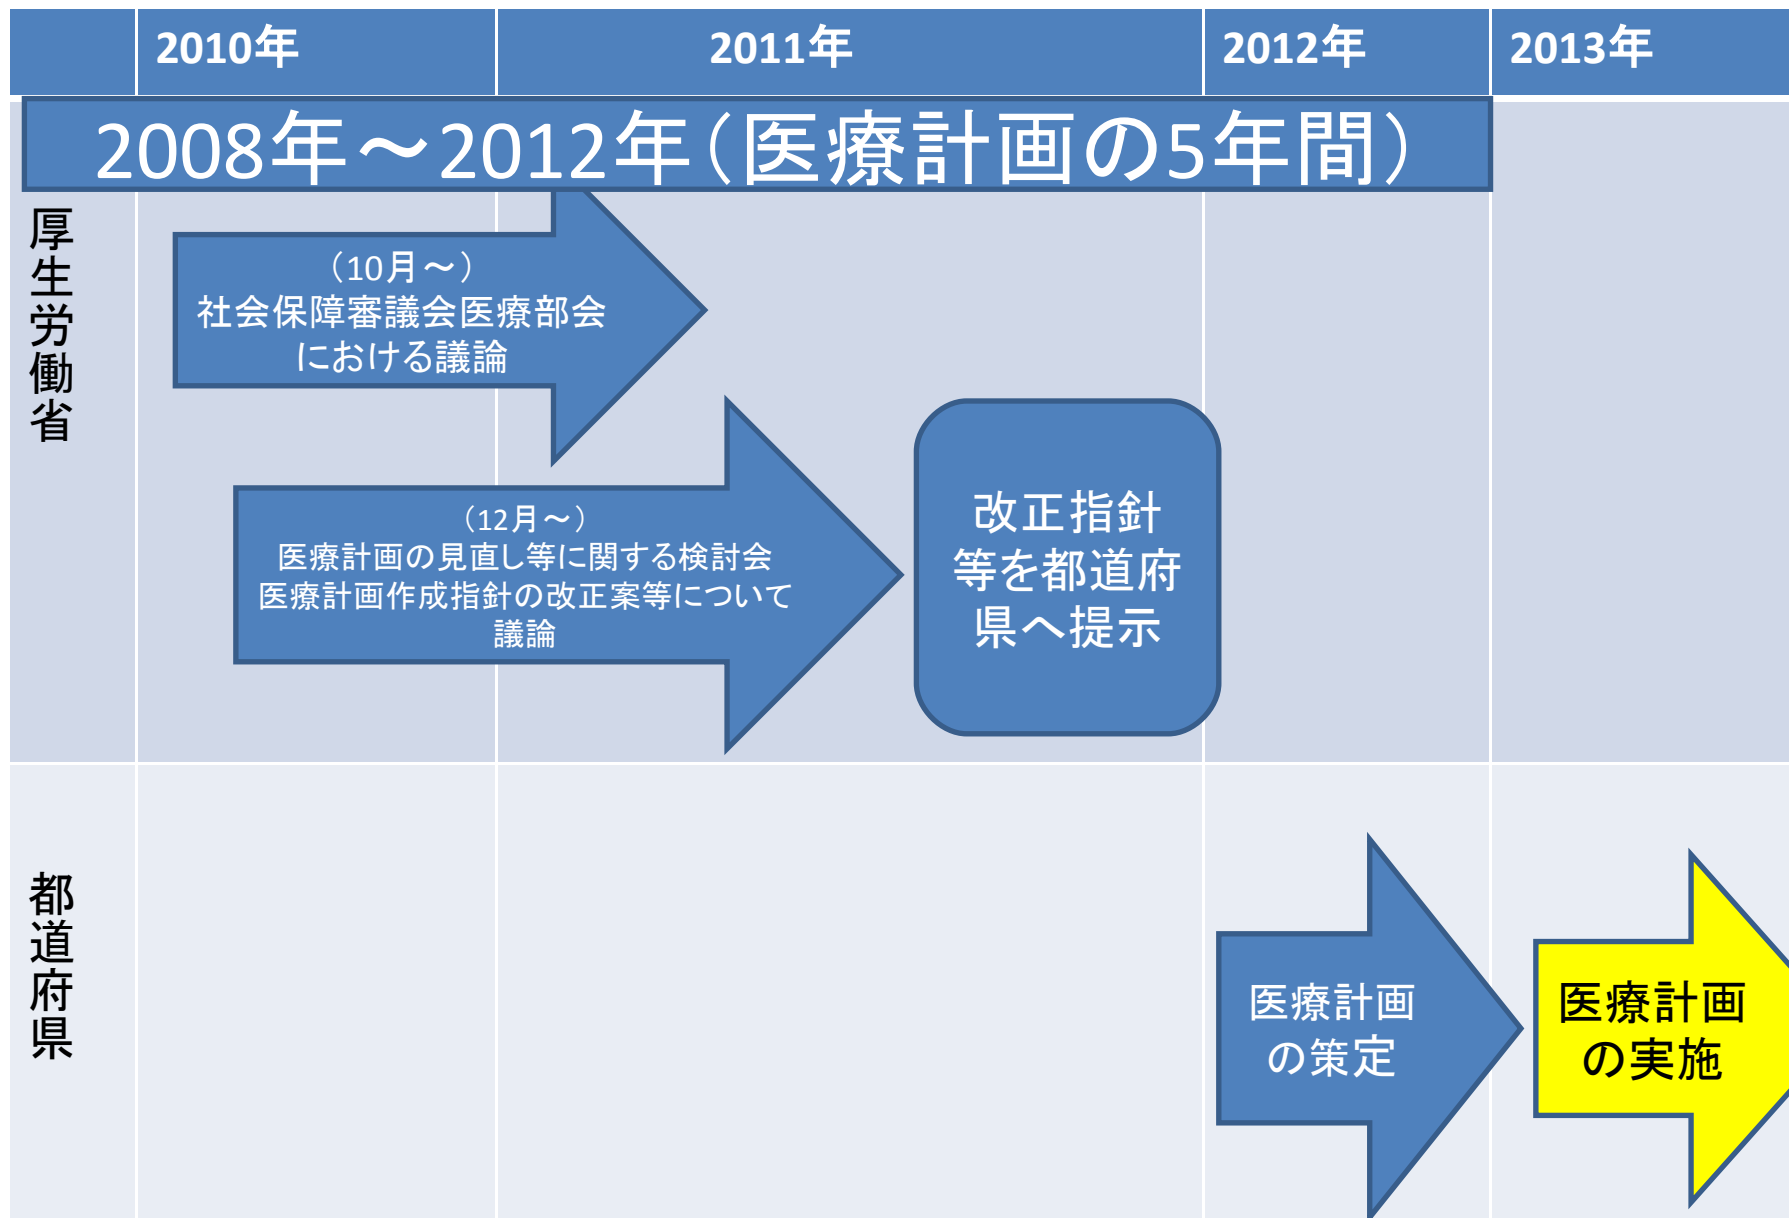 2010年
2011年
2012年
2013年
2008年～2012年（医療計画の5年間）
厚生労働省
（10月～）
社会保障審議会医療部会
における議論
（12月～）
医療計画の見直し等に関する検討会
医療計画作成指針の改正案等について
議論
改正指針
等を都道府
県へ提示
都道府県
医療計画
の策定
医療計画
の実施